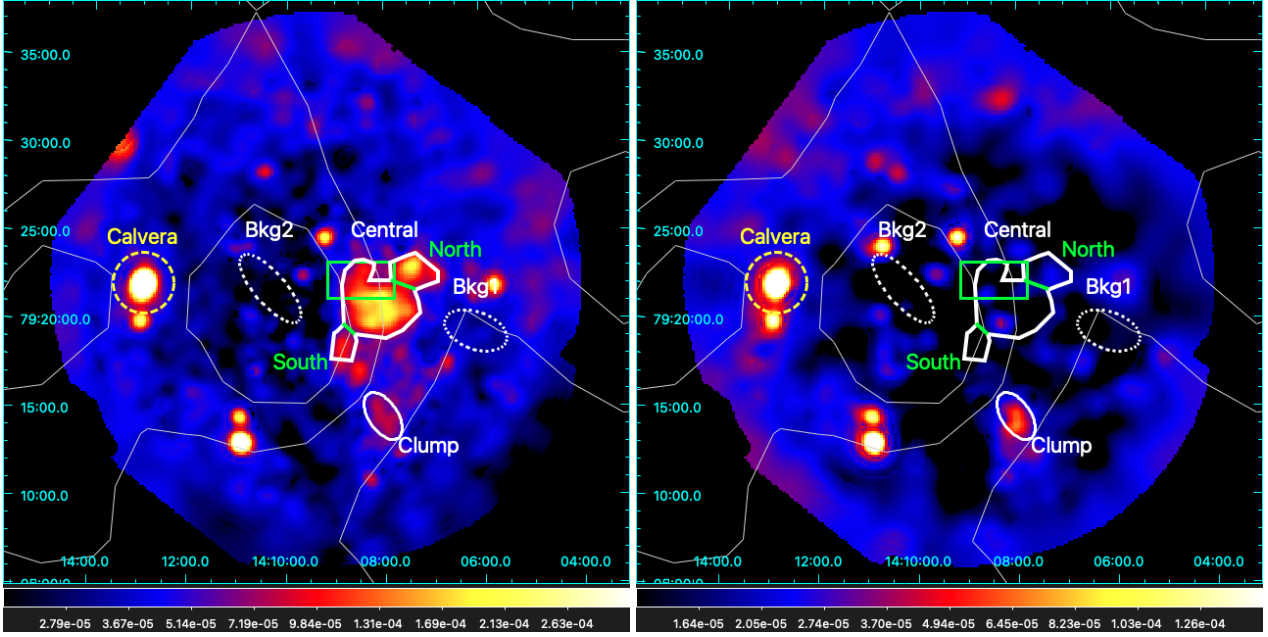 35:00.0
30:00.0
25:00.0
Bkg2
Central
Calvera
North
Bkg1
79:20:00.0
South
15:00.0
Clump
10:00.0
14:00.0 12:00.0 14:10:00.0 08:00.0 06:00.0 04:00.0
05:00.0
2.79e-05 3.67e-05 5.14e-05 7.19e-05 9.84e-05 1.31e-04 1.69e-04 2.13e-04 2.63e-04
35:00.0
30:00.0
25:00.0
Bkg2
Central
Calvera
North
Bkg1
79:20:00.0
South
15:00.0
Clump
10:00.0
14:00.0 12:00.0 14:10:00.0 08:00.0 06:00.0 04:00.0
05:00.0
1.64e-05 2.05e-05 2.74e-05 3.70e-05 4.94e-05 6.45e-05 8.23e-05 1.03e-04 1.26e-04